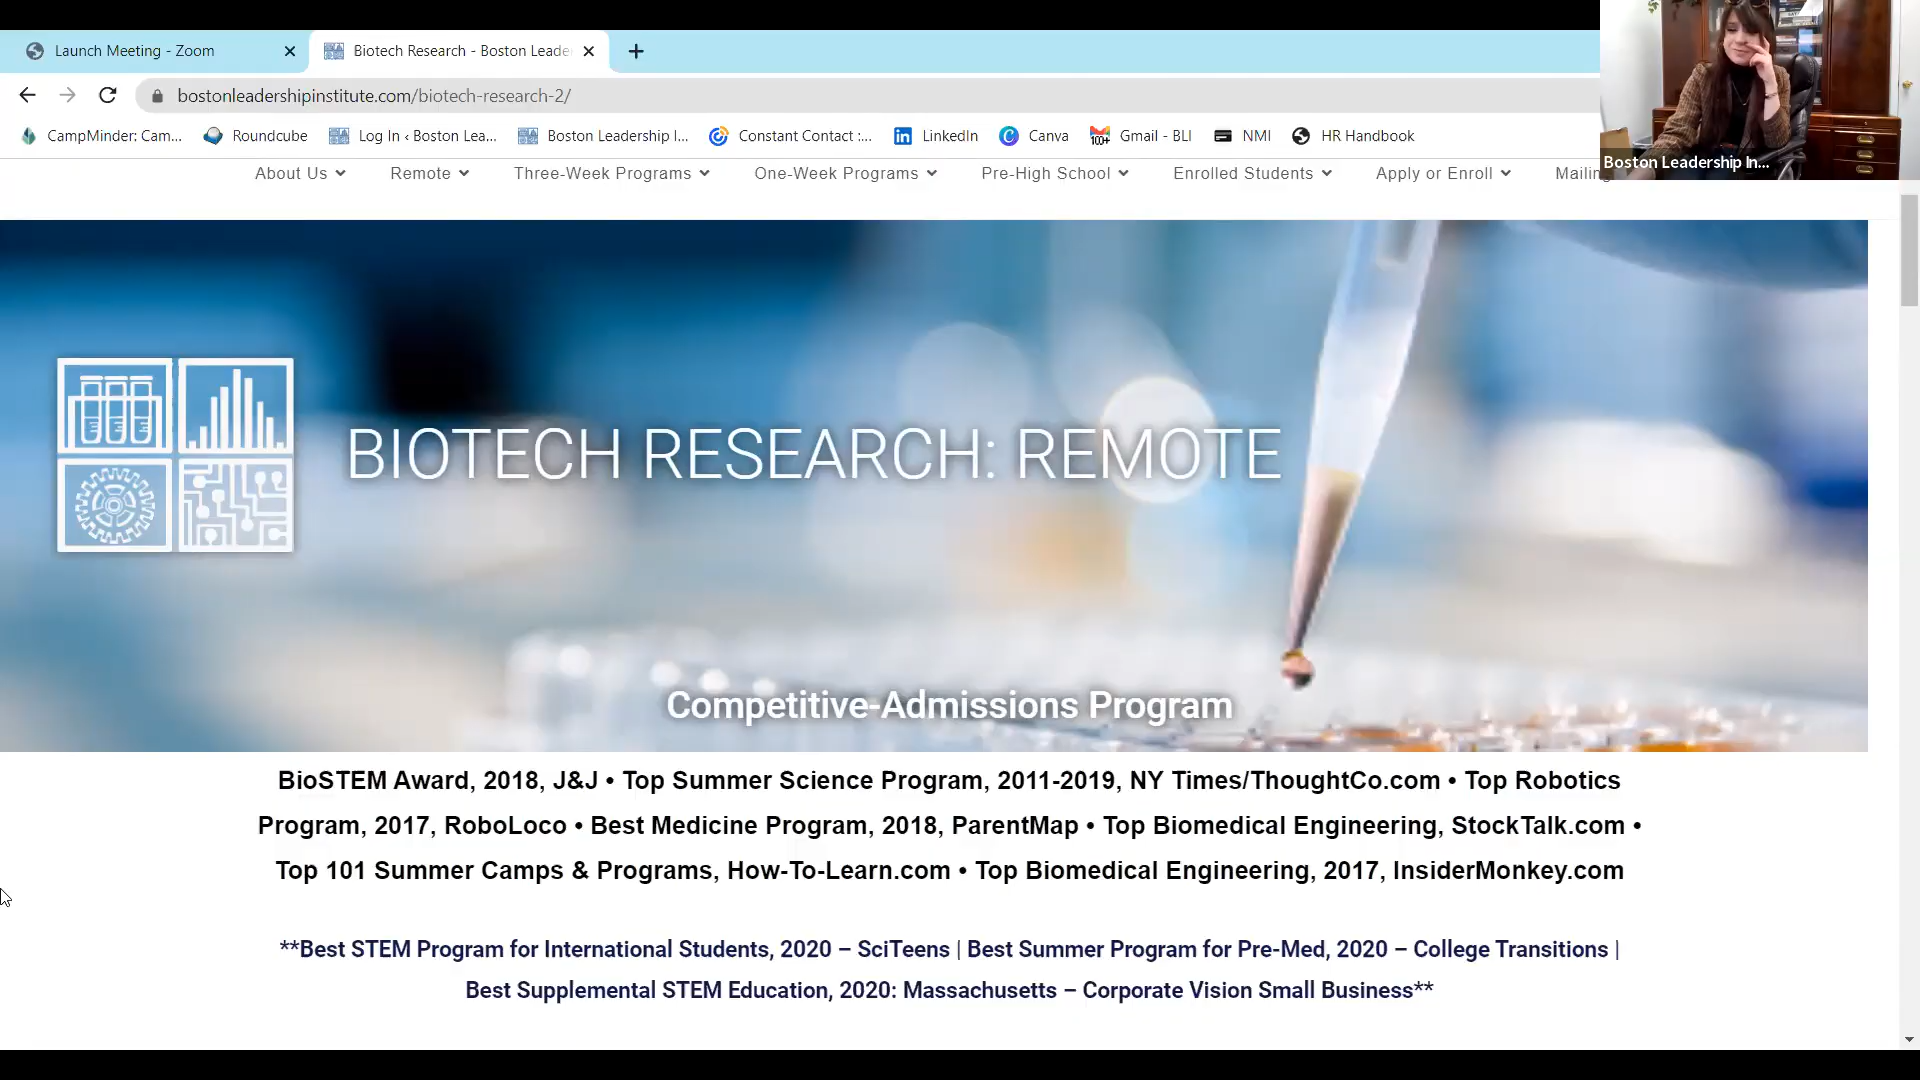 Launch Meeting - Zoom
Biotech Research - Boston Leade
bostonleadershipinstitute.com/biotech-research-2/
CampMinder: Cam...
Roundcube
Log In ‹ Boston Lea...
Boston Leadership I...
Constant Contact :...
LinkedIn
Canva
100+
Gmail - BLI
NMI
HR Handbook
Boston Leadership In...
About Us
Remote
Three-Week Programs
One-Week Programs
Pre-High School
Enrolled Students
Apply or Enroll
Mailing
BIOTECH RESEARCH: REMOTE
Competitive-Admissions Program
BioSTEM Award, 2018, J&J • Top Summer Science Program, 2011-2019, NY Times/ThoughtCo.com • Top Robotics
Program, 2017, RoboLoco • Best Medicine Program, 2018, ParentMap • Top Biomedical Engineering, StockTalk.com •
Top 101 Summer Camps & Programs, How-To-Learn.com • Top Biomedical Engineering, 2017, InsiderMonkey.com
**Best STEM Program for International Students, 2020 – SciTeens | Best Summer Program for Pre-Med, 2020 – College Transitions |
Best Supplemental STEM Education, 2020: Massachusetts – Corporate Vision Small Business**